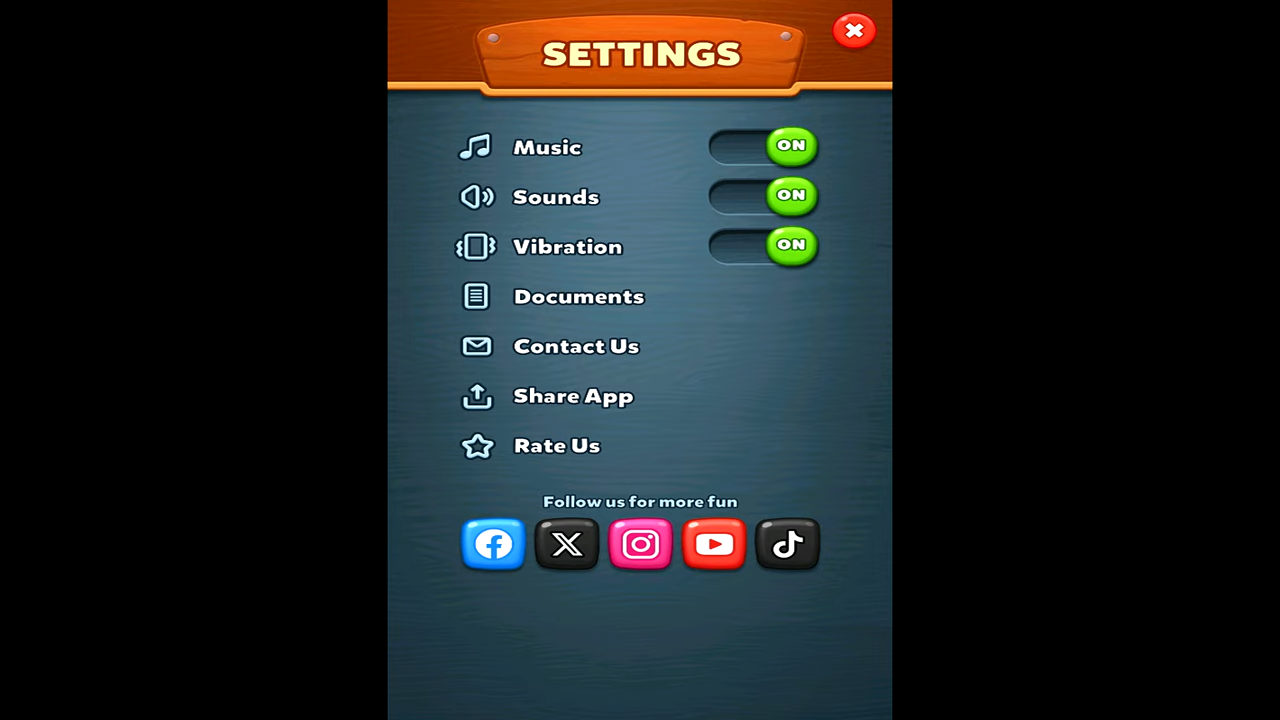 SETTINGS
Music ON
Sounds ON
Vibration ON
Documents
Contact Us
Share App
Rate Us
Follow us for more fun